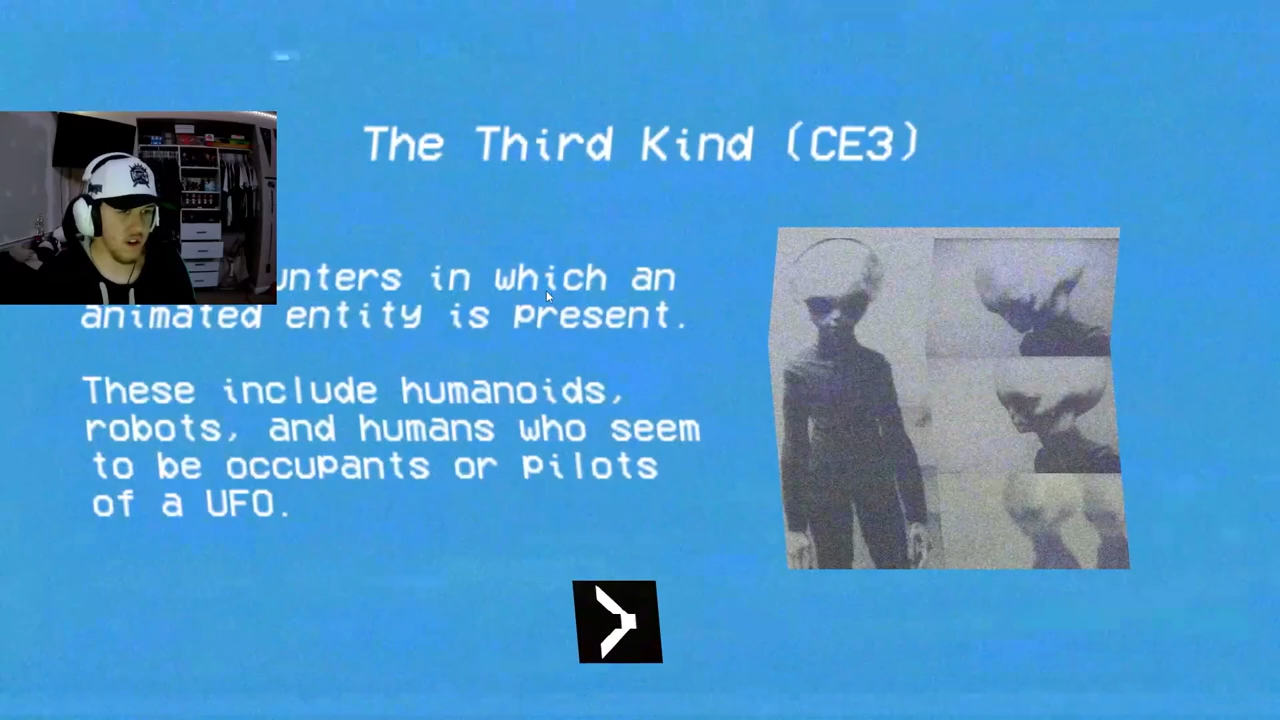 The Third Kind (CE3)
unters in which an
animated entity is present.
These include humanoids,
robots, and humans who seem
to be occupants or pilots
of a UFO.